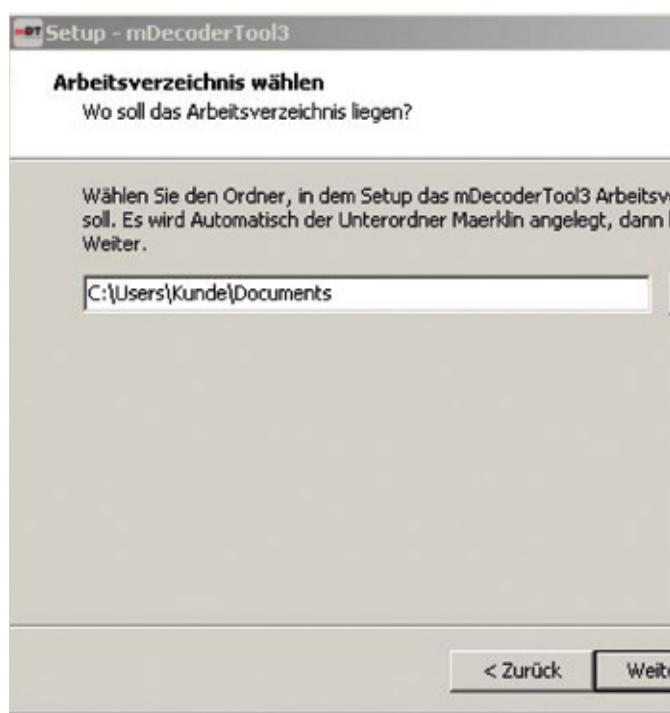 mDT Setup - mDecoderTool3
Arbeitsverzeichnis wählen
Wo soll das Arbeitsverzeichnis liegen?
Wählen Sie den Ordner, in dem Setup das mDecoderTool3
soll. Es wird Automatisch der Unterordner Maerklin angelegt, dann
Weiter.
C:\Users\Kunde\Documents
< Zurück